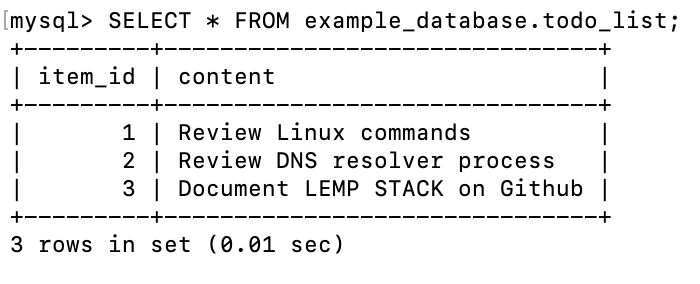 [mysql> SELECT * FROM example_database.todo_list;
+---------+--------------------------------+
| item_id | content                        |
+---------+--------------------------------+
|       1 | Review Linux commands          |
|       2 | Review DNS resolver process    |
|       3 | Document LEMP STACK on Github |
+---------+--------------------------------+
3 rows in set (0.01 sec)